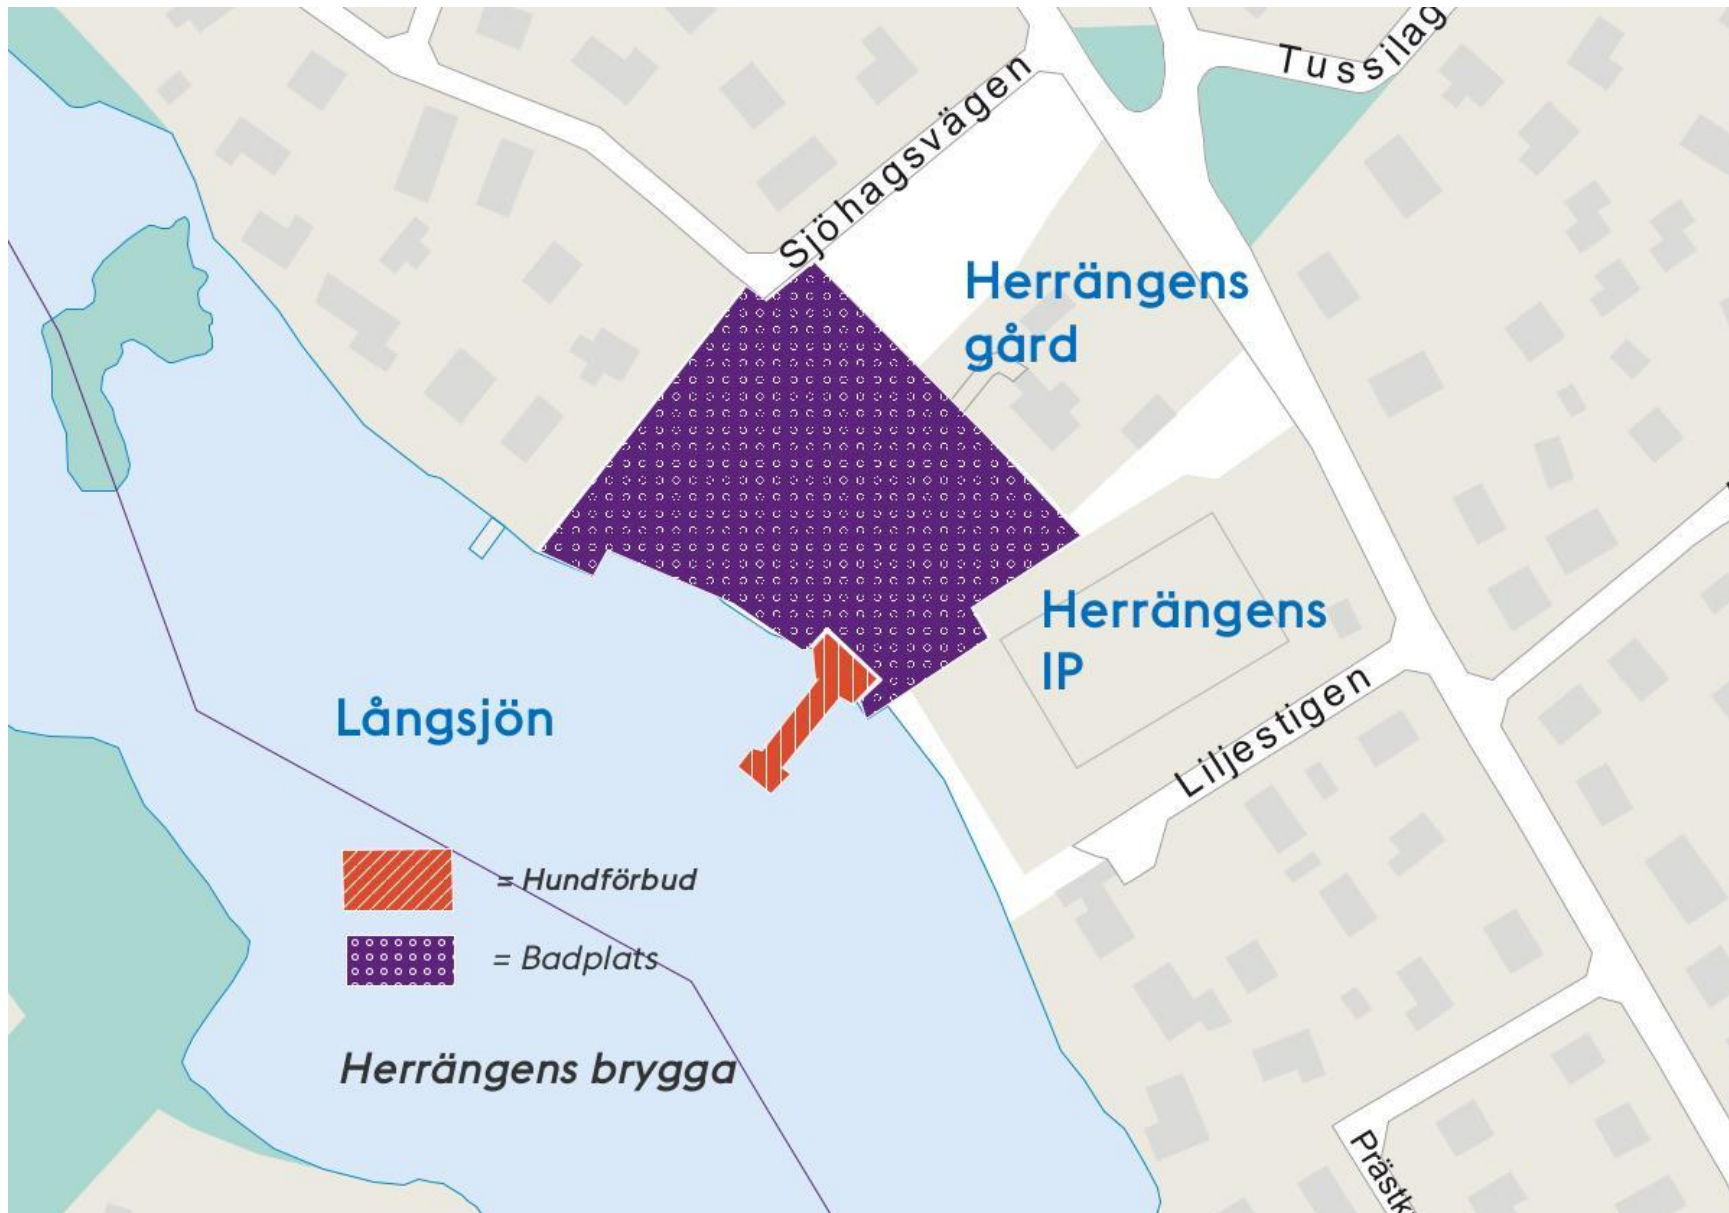 Tussilag
Sjöhagsvägen
Herrängens
gård
Herrängens
IP
Liljestigen
Långsjön
= Hundförbud
= Badplats
Herrängens brygga
Prästk